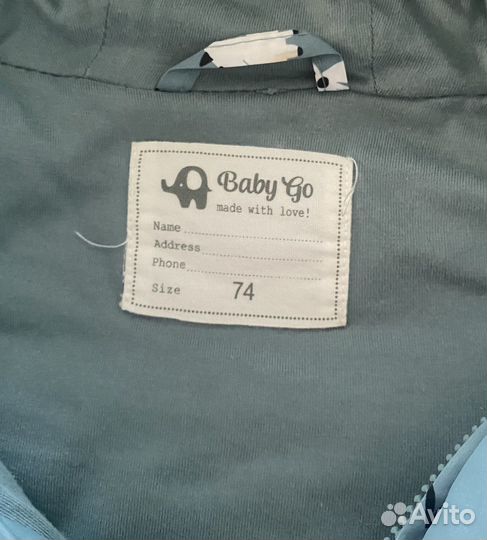 Baby Go
made with love!
Name
Address
Phone
Size 74
Avito